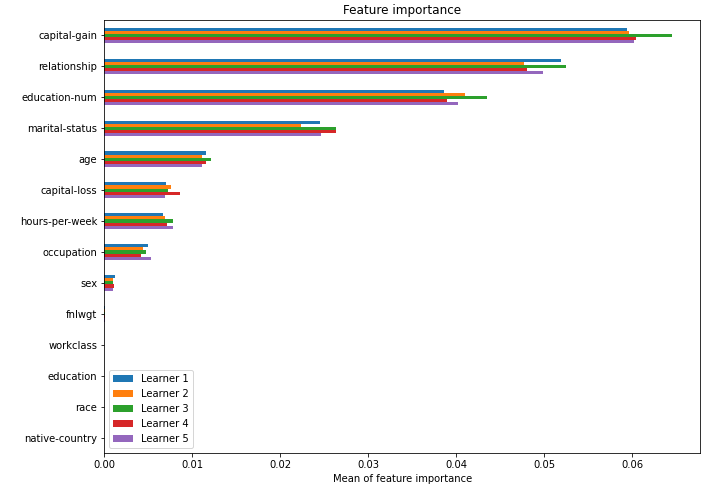 Feature importance
capital-gain
relationship
education-num
marital-status
age
capital-loss
hours-per-week
occupation
sex
fnlwgt
workclass
education
race
native-country
Learner 1
Learner 2
Learner 3
Learner 4
Learner 5
0.00 0.01 0.02 0.03 0.04 0.05 0.06
Mean of feature importance